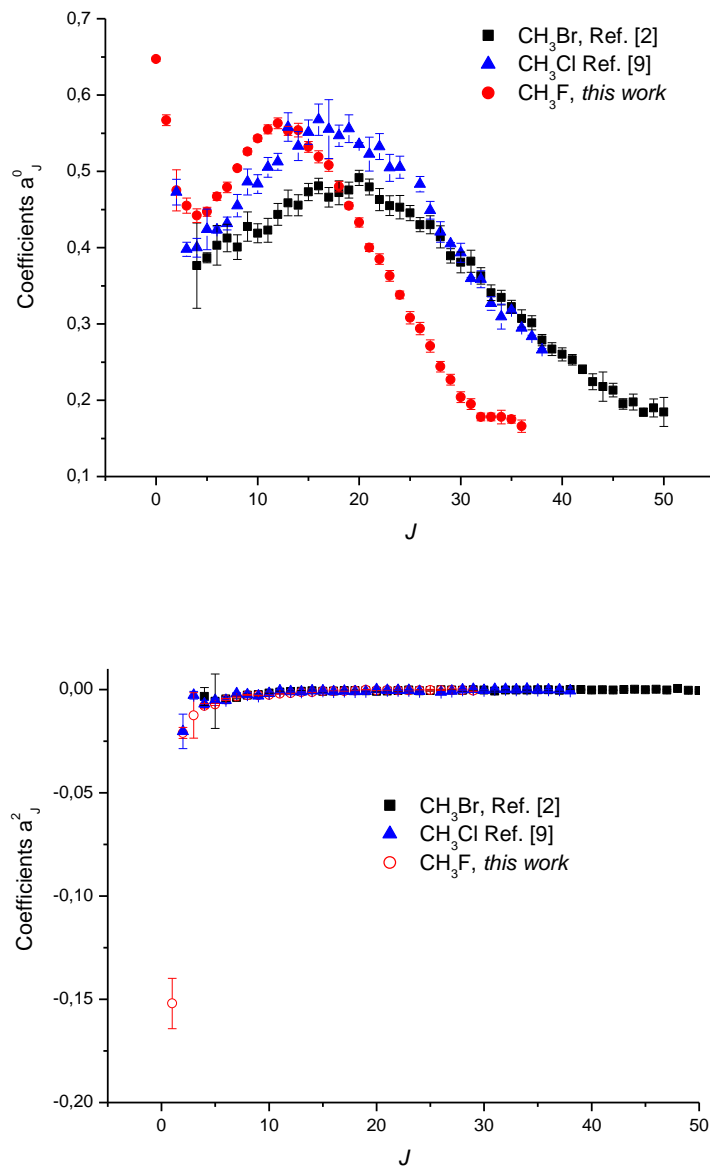 0,7
CH₃Br, Ref. [2]
CH₃Cl Ref. [9]
0,6
CH₃F, this work
0,5
Coefficients a⁰_J
0,4
0,3
0,2
0,1
0 10 20 30 40 50
J
0,00
-0,05
CH₃Br, Ref. [2]
CH₃Cl Ref. [9]
CH₃F, this work
Coefficients a²_J
-0,10
-0,15
-0,20
0 10 20 30 40 50
J